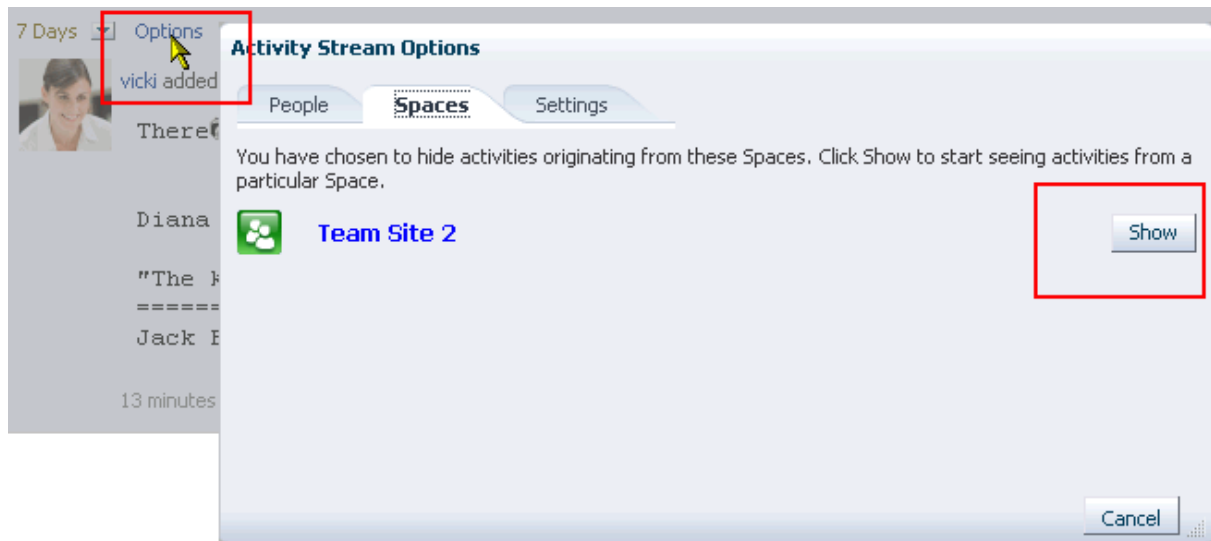 7 Days Options
vicki added
There
Diana
"The
======
Jack
13 minutes
Activity Stream Options
People Spaces Settings
You have chosen to hide activities originating from these Spaces. Click Show to start seeing activities from a
particular Space.
Team Site 2 Show
Cancel